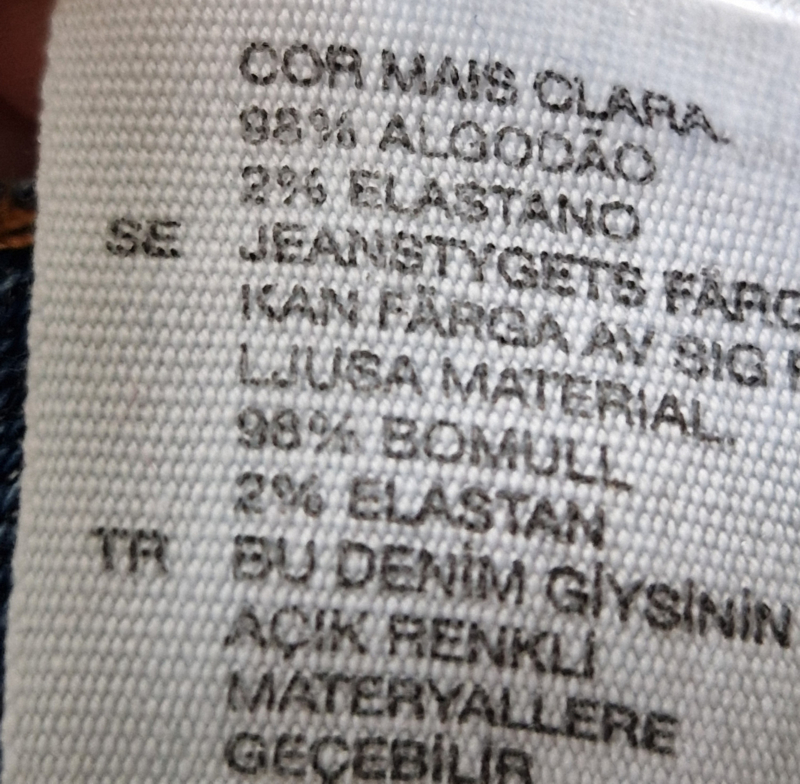 COR MAIS CLARA.
98% ALGODÃO
2% ELASTANO
SE JEANSTYGETS FÄRG
KAN FÄRGA AV SIG
LJUSA MATERIAL.
98% BOMULL
2% ELASTAN
TR BU DENİM GİYSİNİN
AÇIK RENKLİ
MATERYALLERE
GEÇEBİLİR